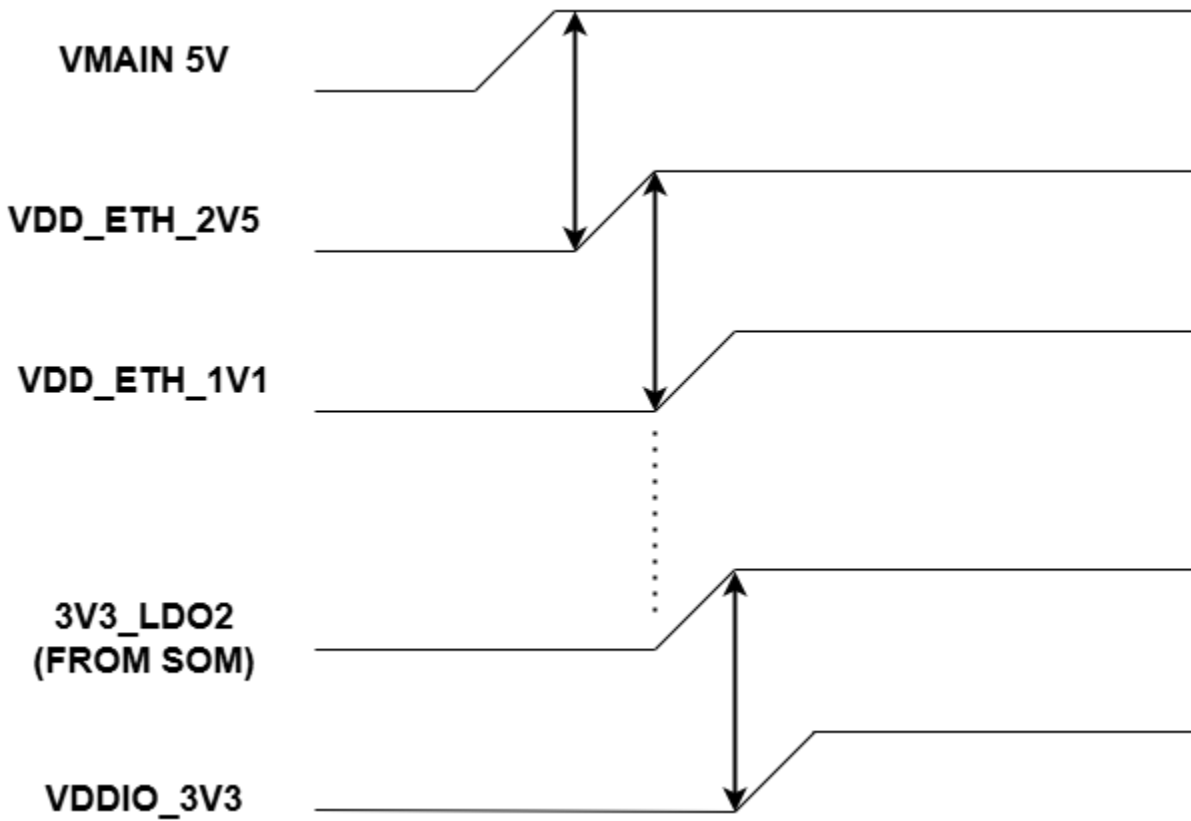 VMAIN 5V
VDD_ETH_2V5
VDD_ETH_1V1
3V3_LDO2
(FROM SOM)
VDDIO_3V3